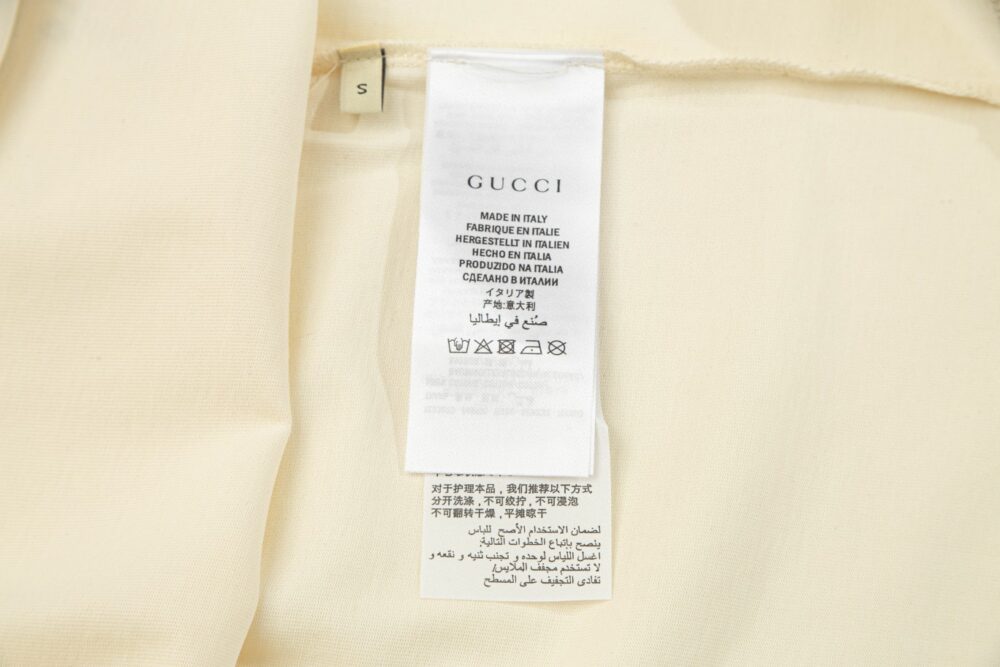 S
GUCCI
MADE IN ITALY
FABRIQUE EN ITALIE
HERGESTELLT IN ITALIEN
HECHO EN ITALIA
PRODUZIDO NA ITALIA
СДЕЛАНО В ИТАЛИИ
イタリア製
产地:意大利
صُنع في إيطاليا
对于护理本品，我们推荐以下方式
分开洗涤，不可绞拧，不可浸泡
不可翻转干燥，平摊晾干
لضمان الاستخدام الأصح للباس
ينصح بإتباع الخطوات التالية:
اغسل اللباس لوحده و تجنب ثنيه و نقعه و
لا تستخدم مجفف الملابس/
تفادى التجفيف على المسطح